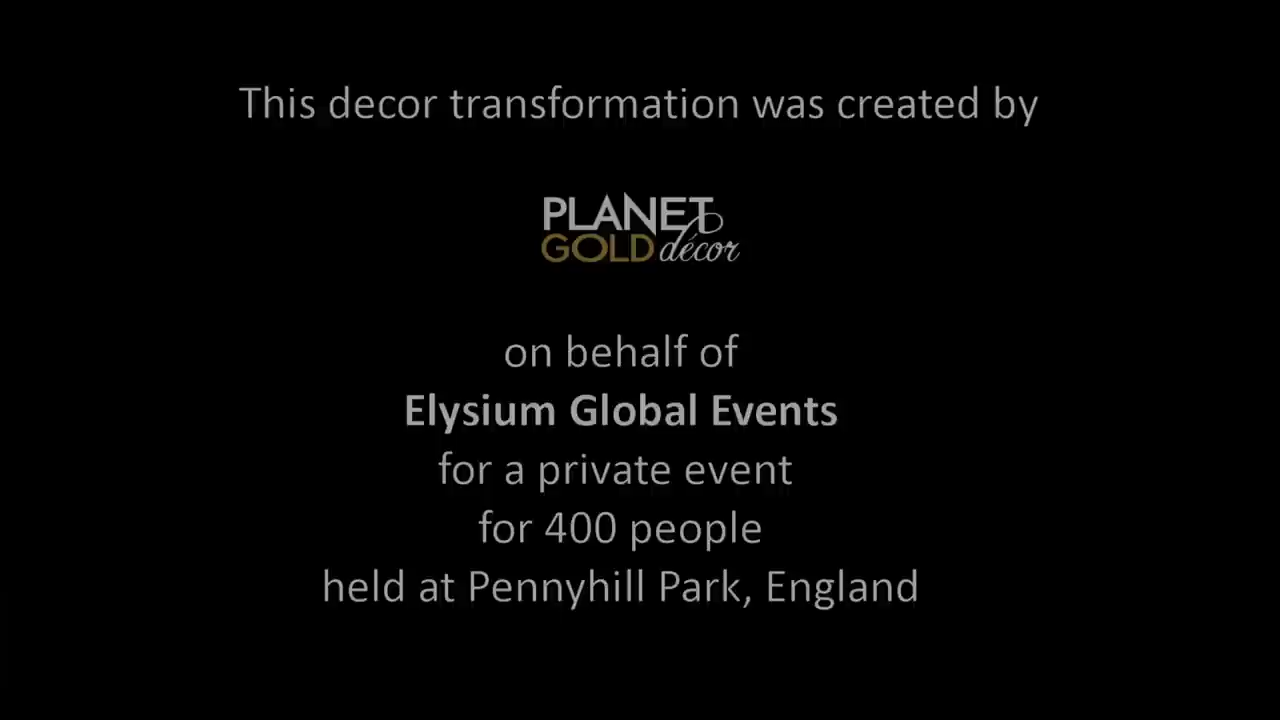 This decor transformation was created by
PLANET
GOLD décor
on behalf of
Elysium Global Events
for a private event
for 400 people
held at Pennyhill Park, England